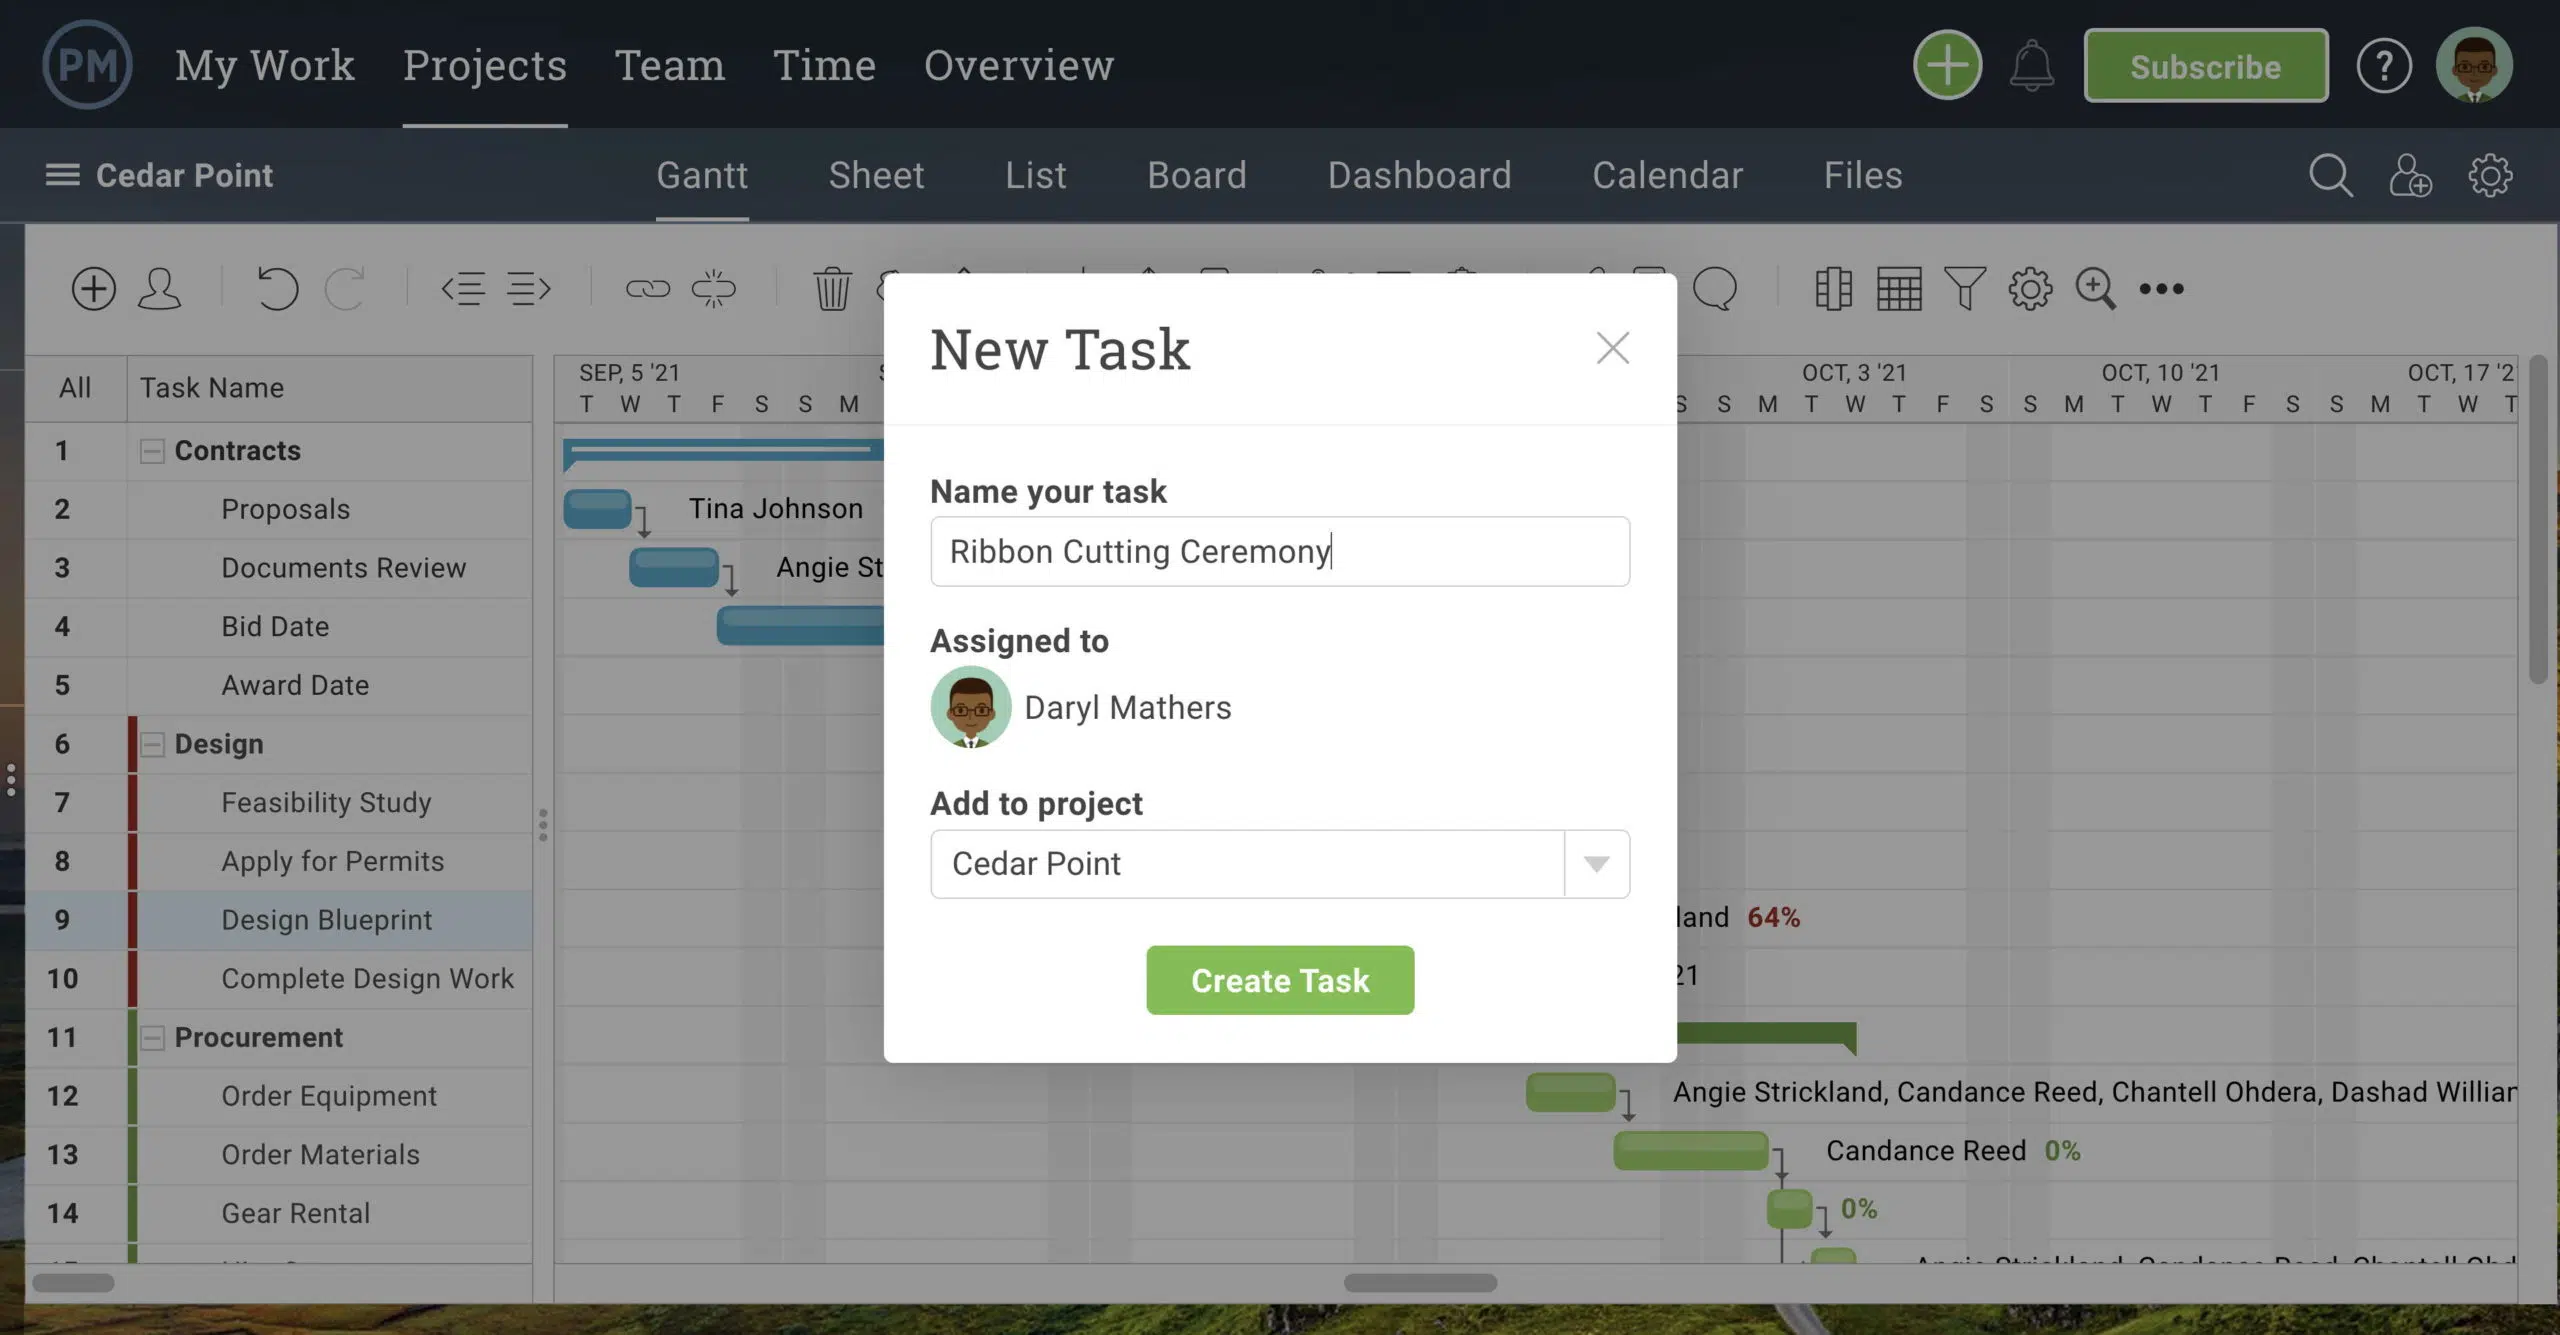 PM My Work Projects Team Time Overview Subscribe ?
Cedar Point Gantt Sheet List Board Dashboard Calendar Files
All Task Name SEP, 5 '21 OCT, 3 '21 OCT, 10 '21 OCT, 17 '2
T W T F S S M S S M T W T F S S M T W T F S S M T W T
New Task
Name your task
Ribbon Cutting Ceremony
Assigned to
Daryl Mathers
Add to project
Cedar Point
Create Task
1 Contracts
2 Proposals Tina Johnson
3 Documents Review Angie St
4 Bid Date
5 Award Date
6 Design
7 Feasibility Study
8 Apply for Permits
9 Design Blueprint land 64%
10 Complete Design Work 21
11 Procurement
12 Order Equipment Angie Strickland, Candance Reed, Chantell Ohdera, Dashad William
13 Order Materials Candance Reed 0%
14 Gear Rental 0%